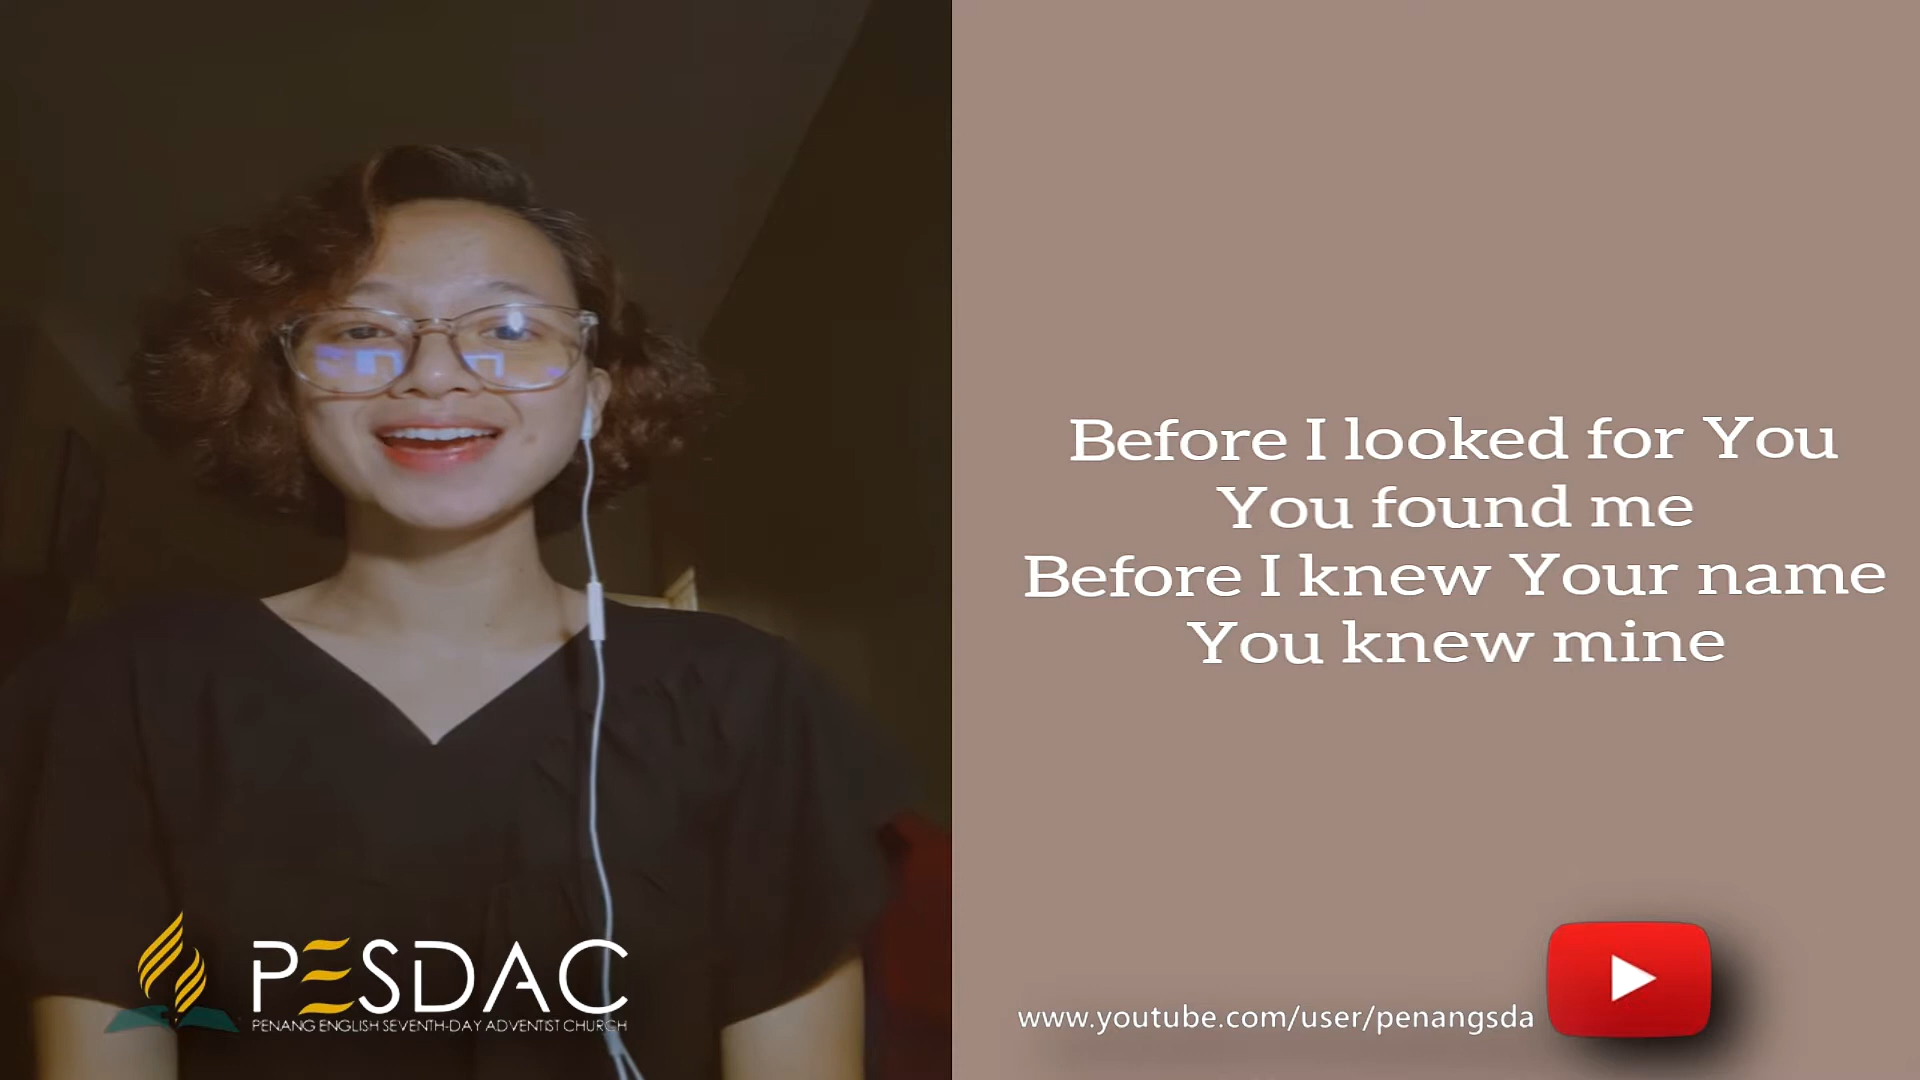 Before I looked for You
You found me
Before I knew Your name
You knew mine
PESDAC
PENANG ENGLISH SEVENTH-DAY ADVENTIST CHURCH
www.youtube.com/user/penangsda